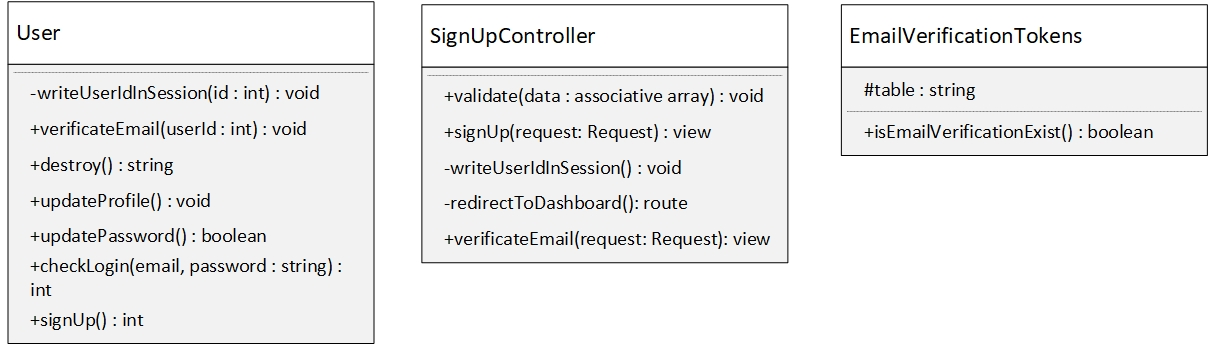 User
-writeUserIdInSession(id : int) : void
+verificateEmail(userId : int) : void
+destroy() : string
+updateProfile() : void
+updatePassword() : boolean
+checkLogin(email, password : string) :
int
+signUp() : int
SignUpController
+validate(data : associative array) : void
+signUp(request: Request) : view
-writeUserIdInSession() : void
-redirectToDashboard(): route
+verificateEmail(request: Request): view
EmailVerificationTokens
#table : string
+isEmailVerificationExist() : boolean